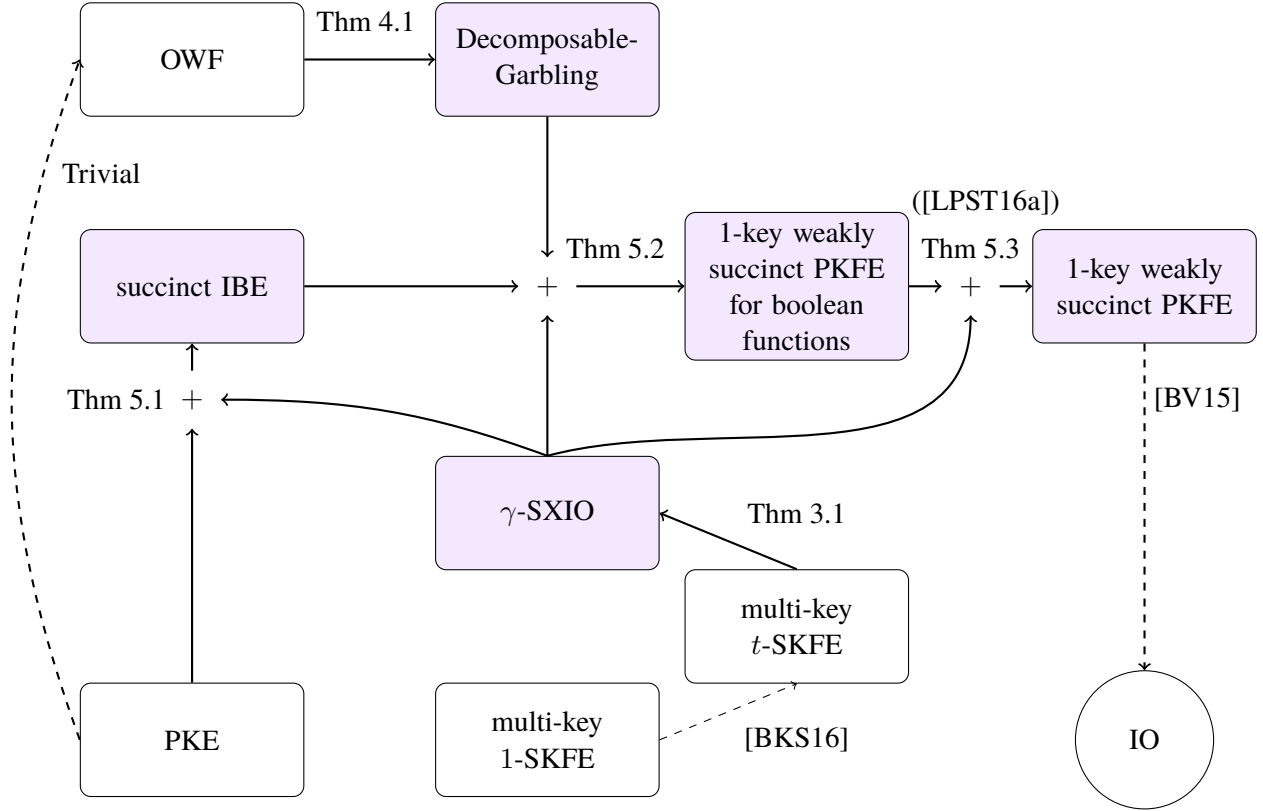 OWF
Thm 4.1
Decomposable-
Garbling
Trivial
([LPST16a])
succinct IBE
+
Thm 5.2
1-key weakly
succinct PKFE
for boolean
functions
Thm 5.3
+
1-key weakly
succinct PKFE
Thm 5.1 +
[BV15]
γ-SXIO
Thm 3.1
multi-key
t-SKFE
PKE
multi-key
1-SKFE
[BKS16]
IO